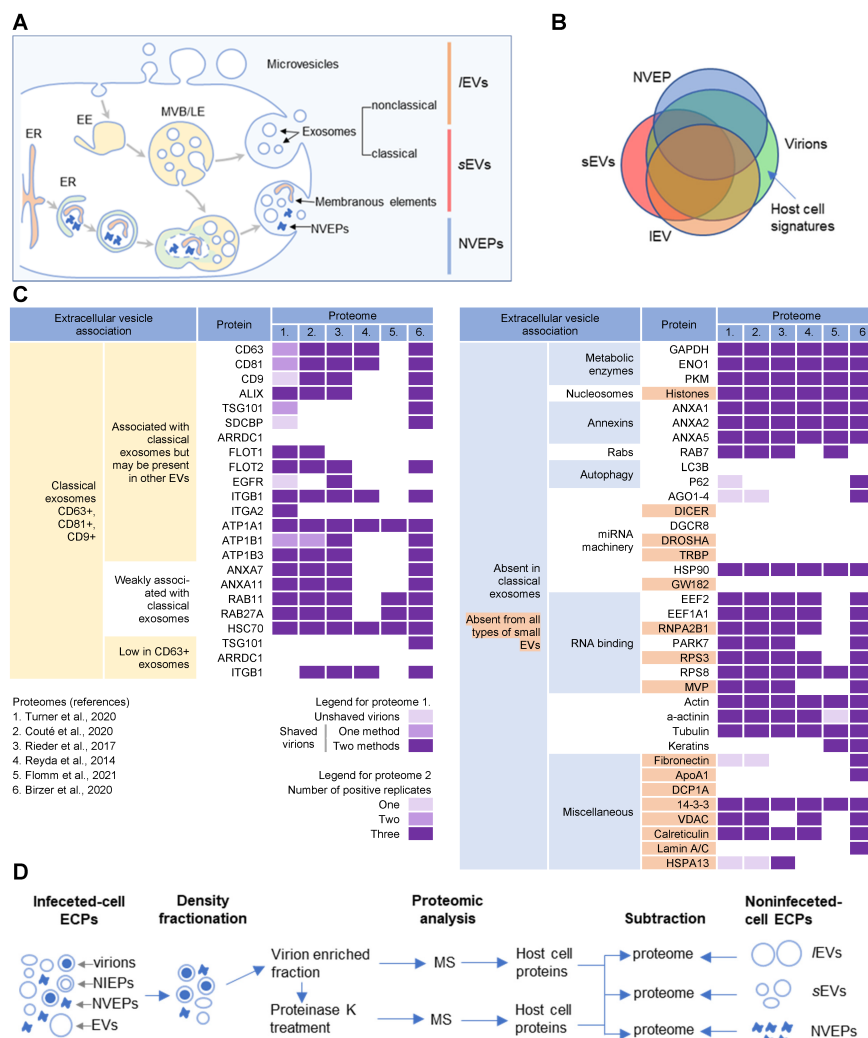 A
Microvesicles
ER
EE
MVB/LE
ER
Exosomes
nonclassical
classical
Membranous elements
NVEPs
lEVs
sEVs
NVEPs
B
NVEP
sEVs
Virions
lEV
Host cell
signatures
C
Extracellular vesicle
association
Protein
Proteome
1. 2. 3. 4. 5. 6.
Classical
exosomes
CD63+,
CD81+,
CD9+
Associated with
classical
exosomes but
may be present
in other EVs
Weakly associ-
ated with
classical
exosomes
Low in CD63+
exosomes
CD63
CD81
CD9
ALIX
TSG101
SDCBP
ARRDC1
FLOT1
FLOT2
EGFR
ITGB1
ITGA2
ATP1A1
ATP1B1
ATP1B3
ANXA7
ANXA11
RAB11
RAB27A
HSC70
TSG101
ARRDC1
ITGB1
Proteomes (references)
1. Turner et al., 2020
2. Couté et al., 2020
3. Rieder et al., 2017
4. Reyda et al., 2014
5. Flomm et al., 2021
6. Birzer et al., 2020
Legend for proteome 1.
Unshaved virions
Shaved
virions
One method
Two methods
Legend for proteome 2
Number of positive replicates
One
Two
Three
Extracellular vesicle
association
Protein
Proteome
1. 2. 3. 4. 5. 6
Absent in
classical
exosomes
Absent from all
types of small
EVs
Metabolic
enzymes
Nucleosomes
Annexins
Rabs
Autophagy
miRNA
machinery
RNA binding
Miscellaneous
GAPDH
ENO1
PKM
Histones
ANXA1
ANXA2
ANXA5
RAB7
LC3B
P62
AGO1-4
DICER
DGCR8
DROSHA
TRBP
HSP90
GW182
EEF2
EEF1A1
RNPA2B1
PARK7
RPS3
RPS8
MVP
Actin
a-actinin
Tubulin
Keratins
Fibronectin
ApoA1
DCP1A
14-3-3
VDAC
Calreticulin
Lamin A/C
HSPA13
D
Infeceted-cell
ECPs
Density
fractionation
Proteomic
analysis
Subtraction
Noninfeceted-
cell ECPs
virions
NIEPs
NVEPs
EVs
Virion enriched
fraction
MS
Host cell
proteins
Proteinase K
treatment
MS
Host cell
proteins
proteome
proteome
proteome
lEVs
sEVs
NVEPs